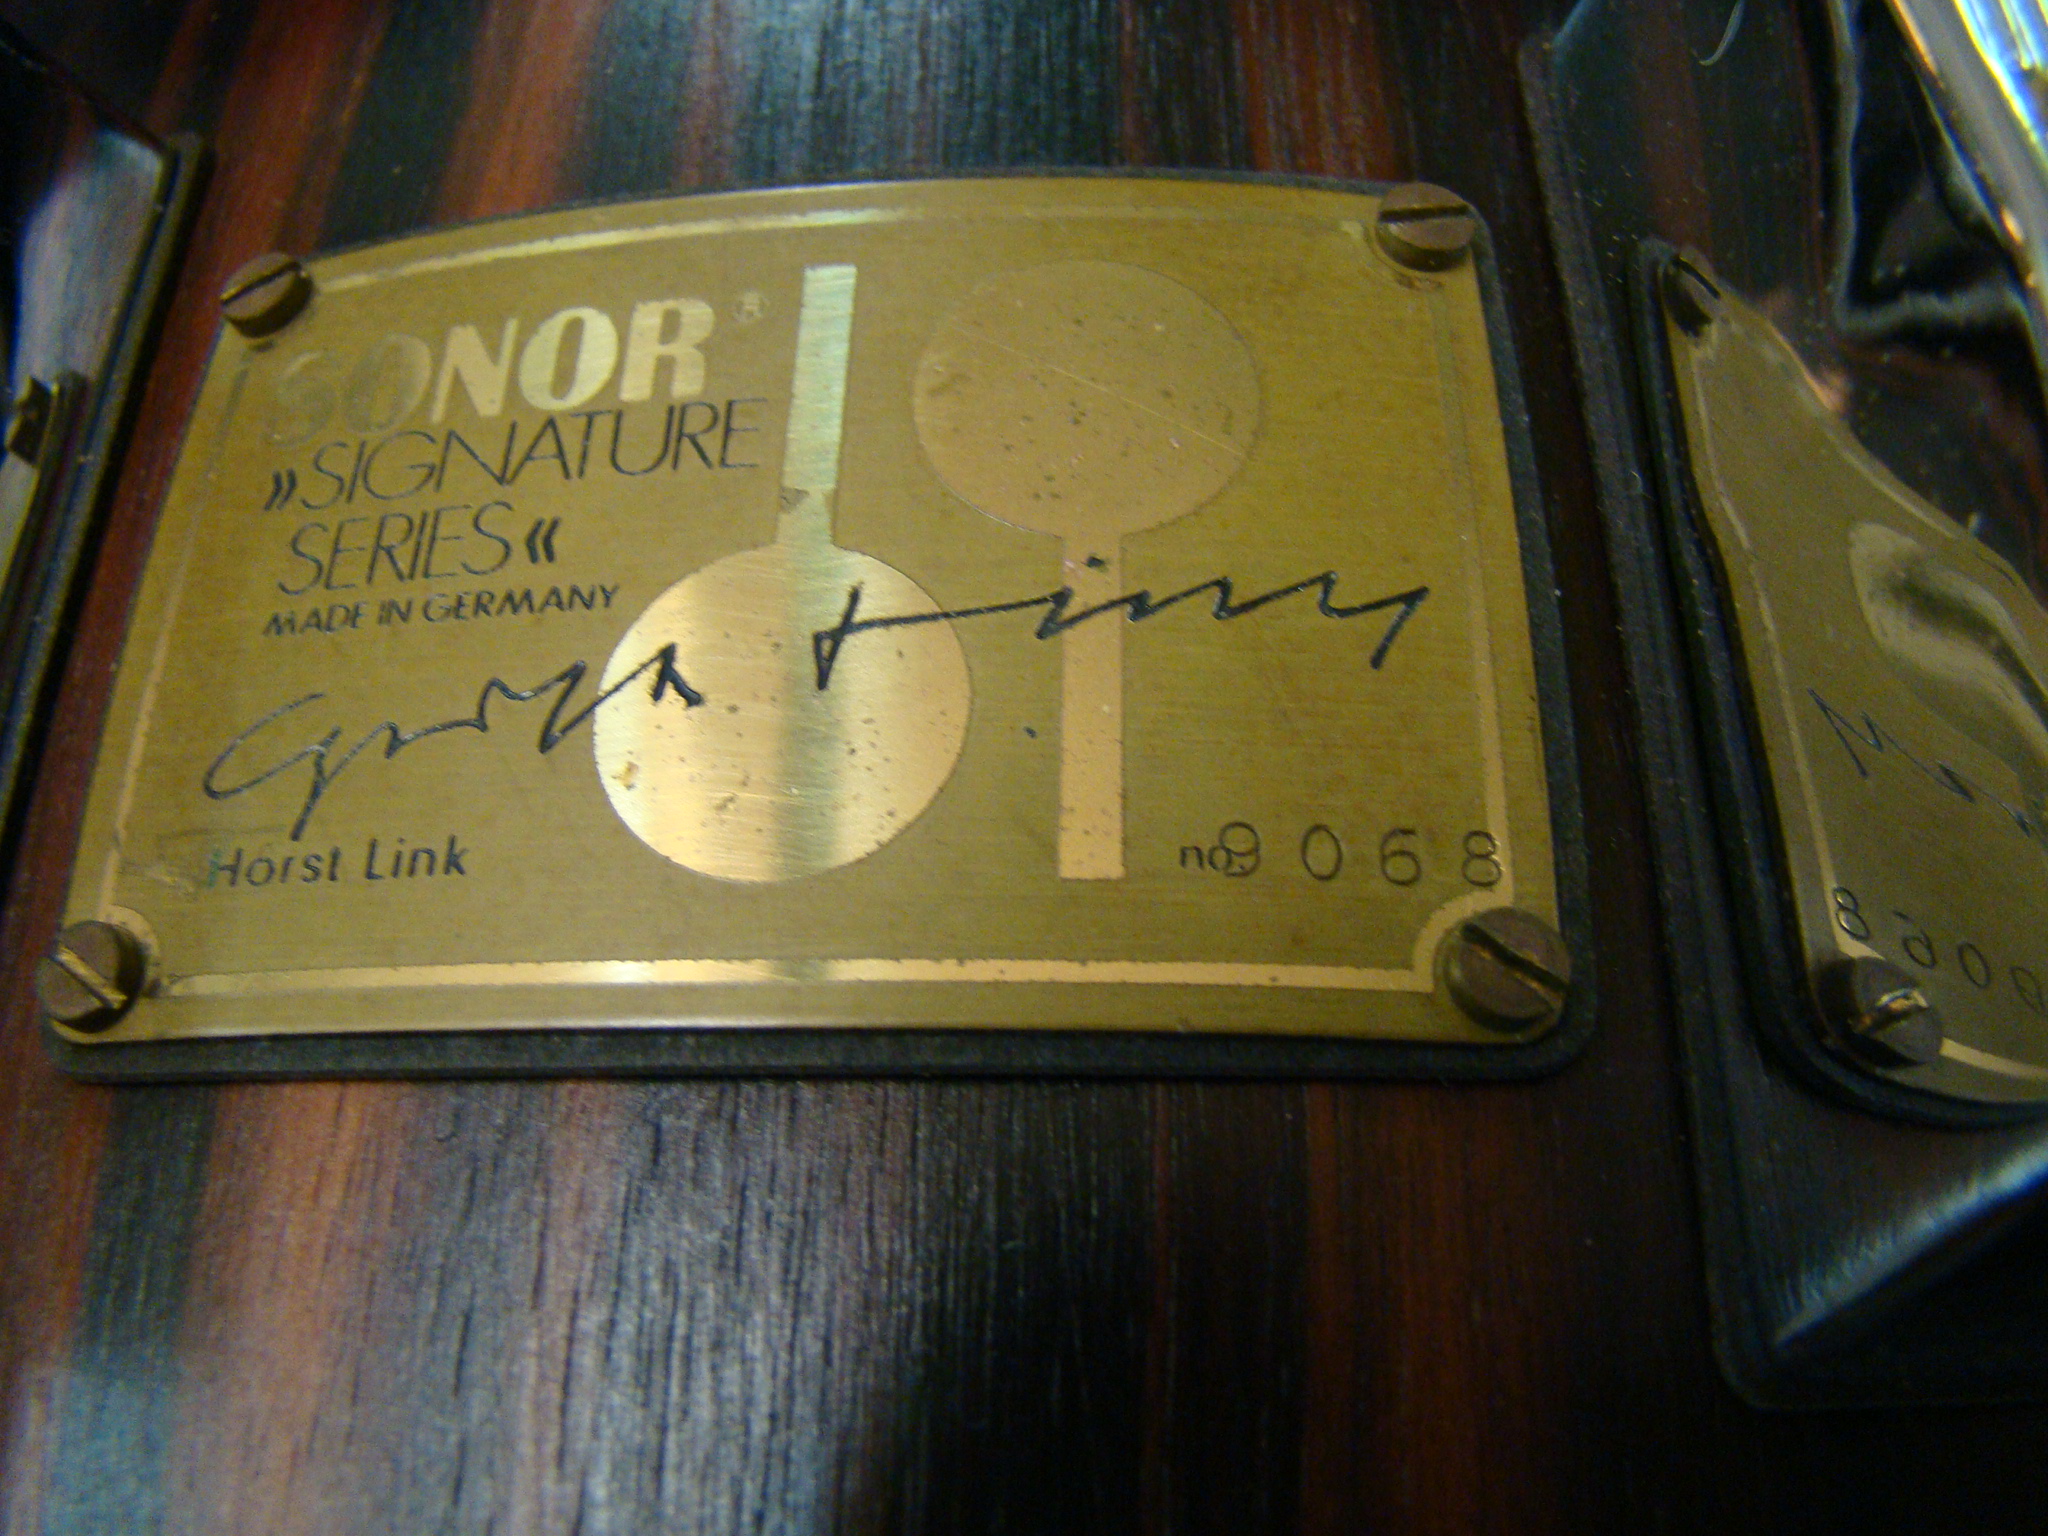 SONOR®
»SIGNATURE
SERIES«
MADE IN GERMANY
Horst Link
no. 9068